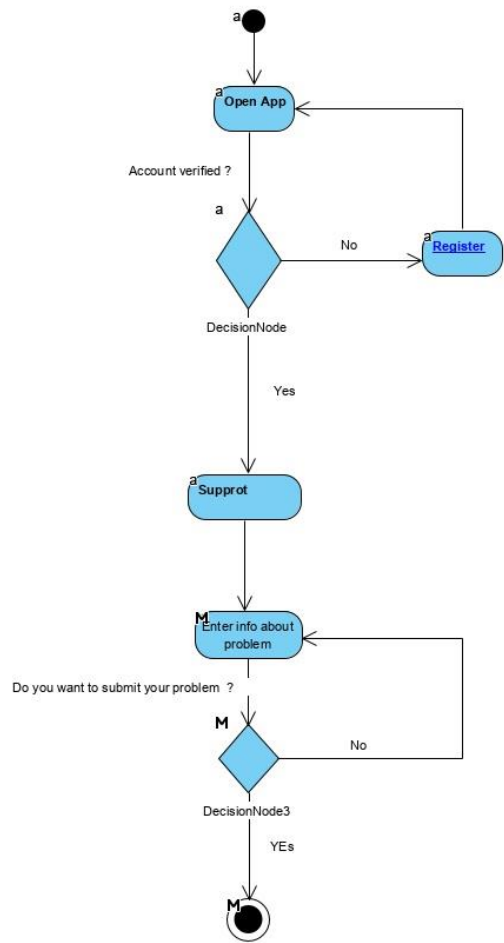 a
a
Open App
Account verified ?
a
No
a
Register
DecisionNode
Yes
a
Supprot
M
Enter info about
problem
Do you want to submit your problem ?
M
No
DecisionNode3
YEs
M